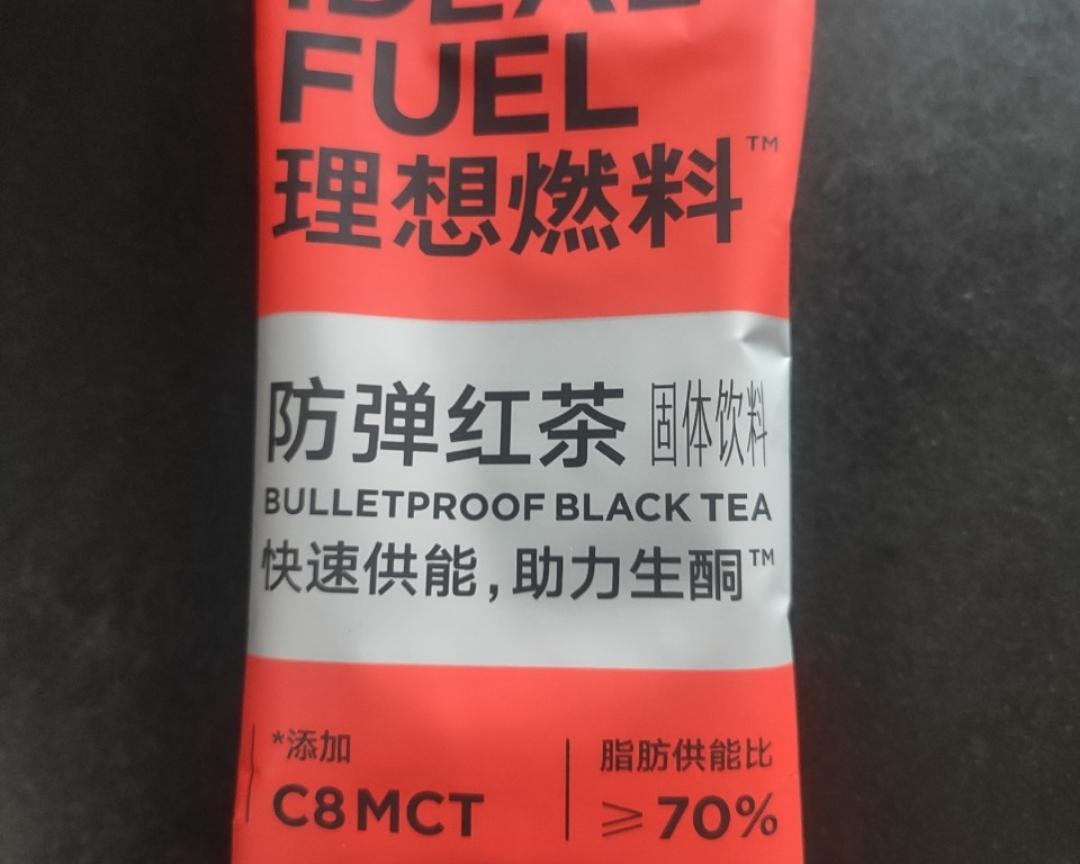 IDEAL
FUEL
理想燃料™
防弹红茶 固体饮料
BULLETPROOF BLACK TEA
快速供能,助力生酮™
*添加
C8 MCT
脂肪供能比
≥70%